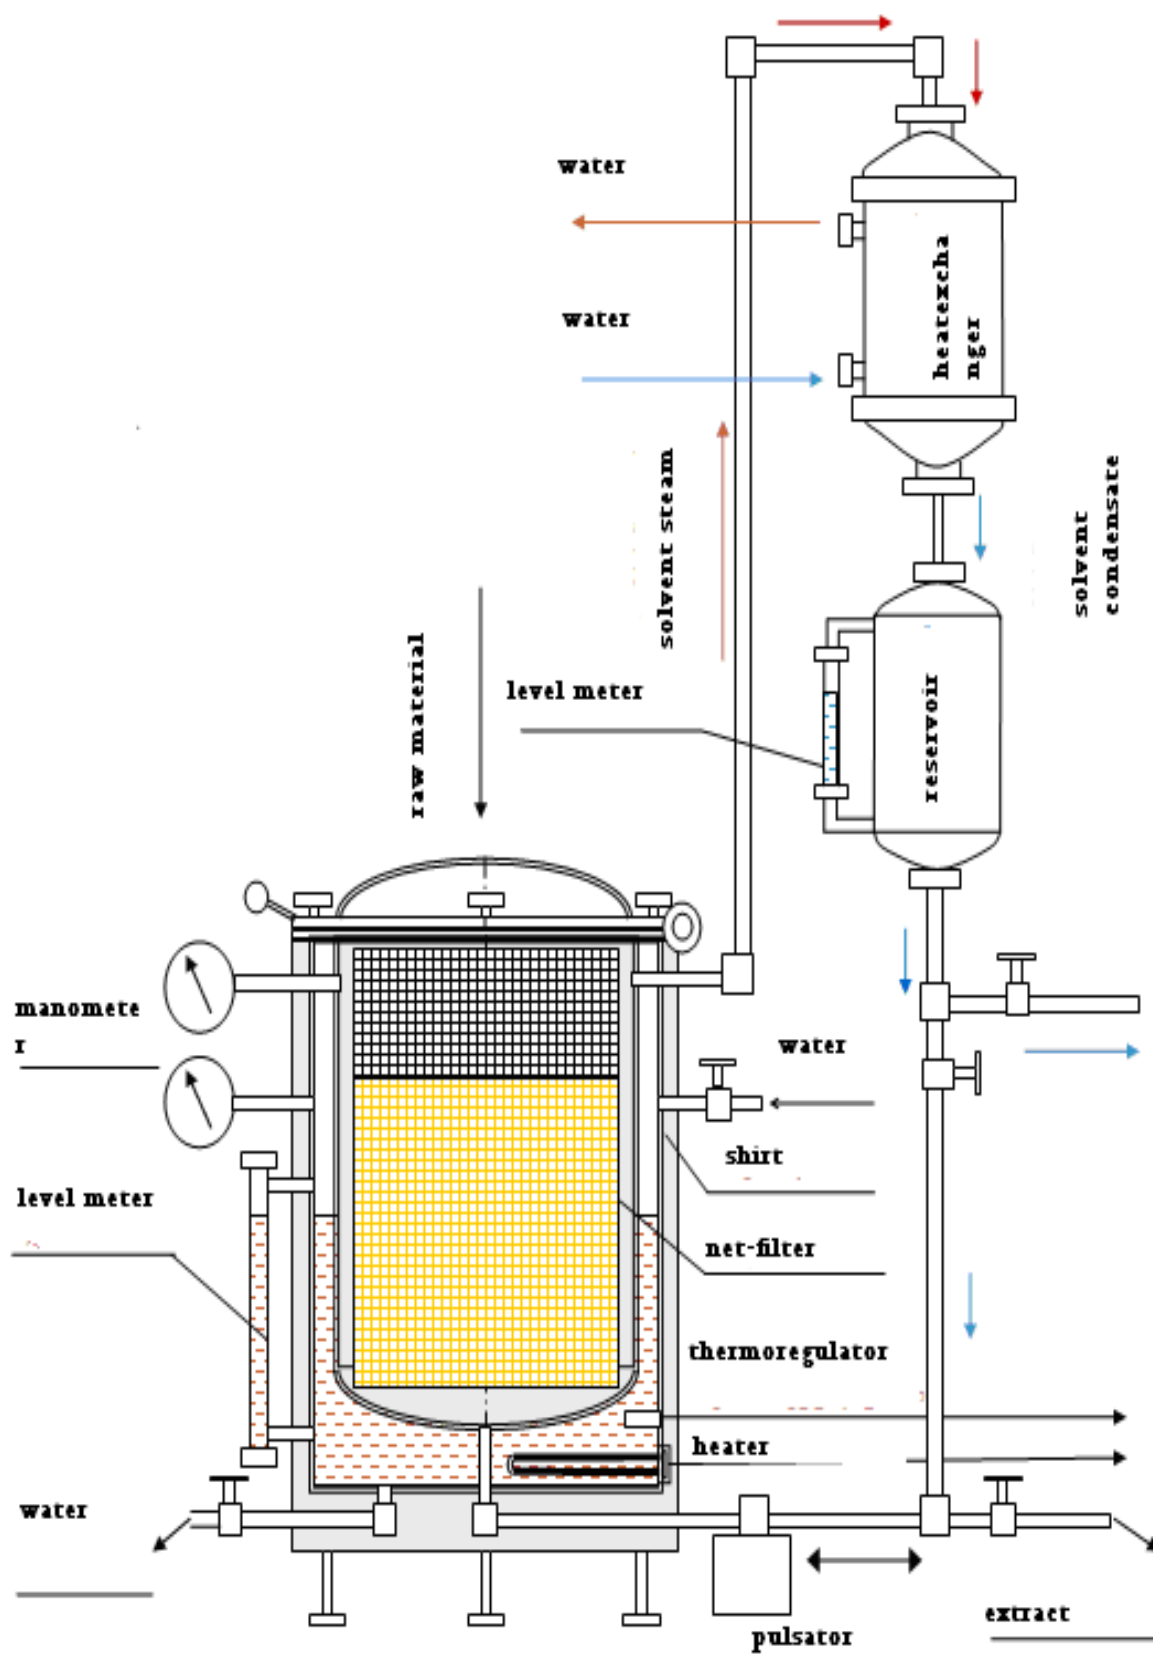 water
heatexcha
nger
water
solvent steam
solvent
condensate
raw material
level meter
reservoir
manomete
r
water
shirt
level meter
net-filter
thermoregulator
heater
water
extract
pulsator